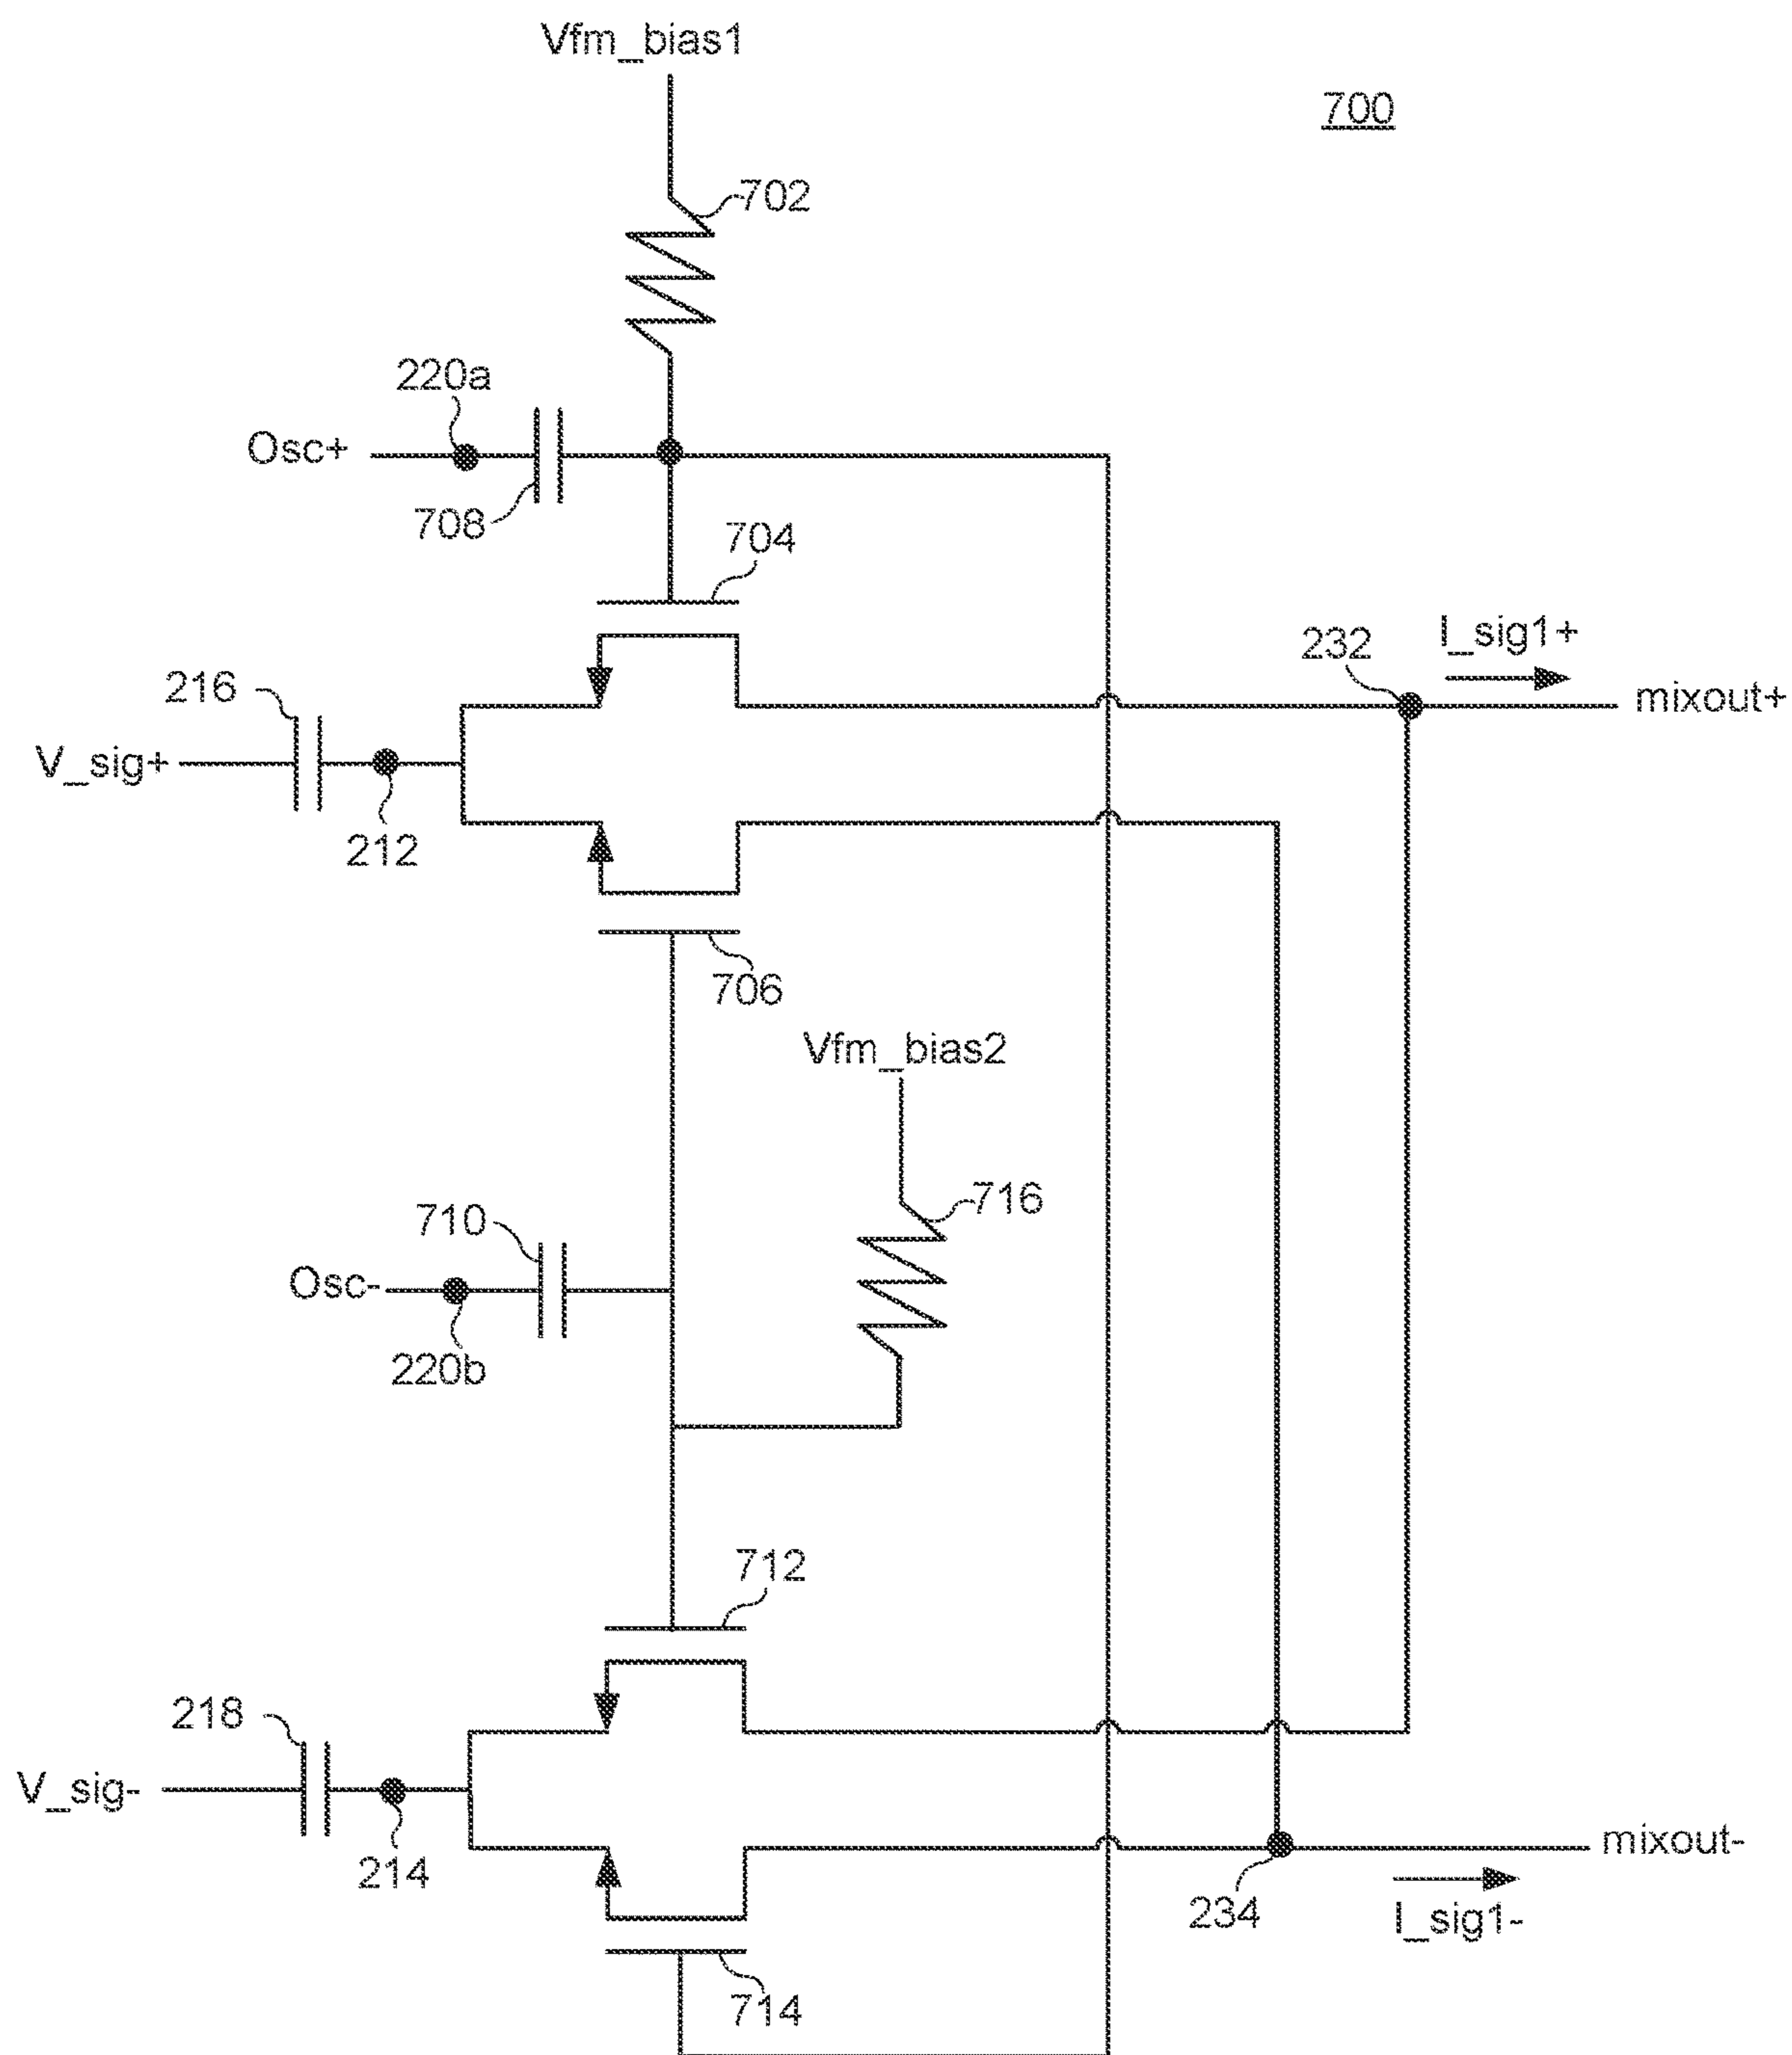 Vfm_bias1
700
702
220a
Osc+
708
704
232
I_sig1+
216
mixout+
V_sig+
212
706
Vfm_bias2
716
710
Osc-
220b
712
218
V_sig-
mixout-
214
234
I_sig1-
714